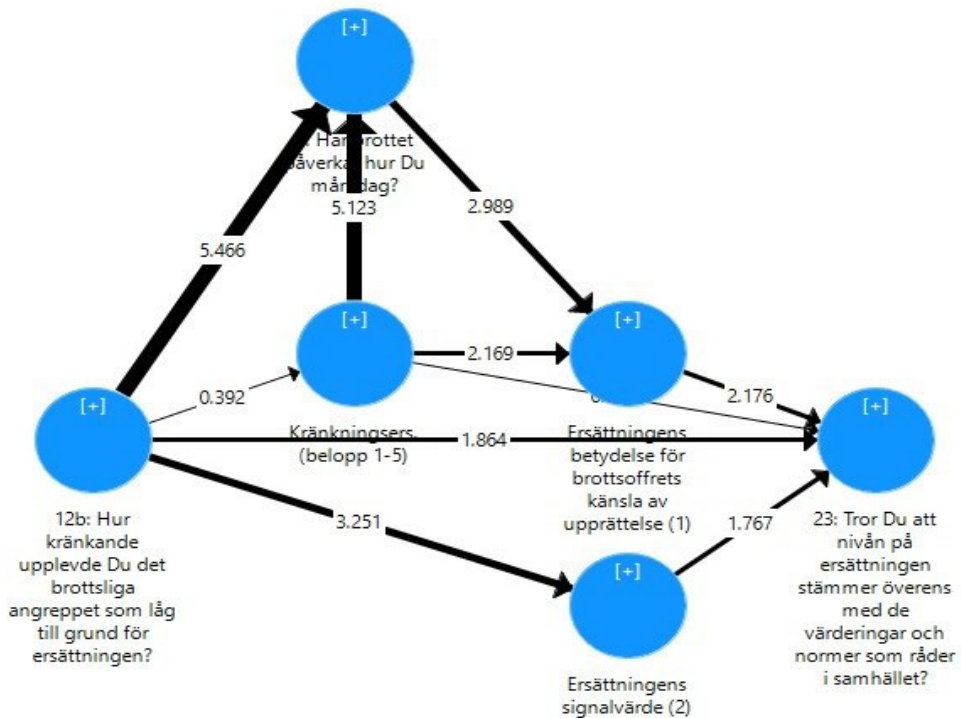 [+]
: Har brottet
påverkat hur Du
mår idag?
5.123
2.989
5.466
[+]
[+]
2.169
0.392
2.176
[+]
[+]
Kränkningsers.
(belopp 1-5)
1.864
Ersättningens
betydelse för
brottsoffrets
känsla av
upprättelse (1)
12b: Hur
kränkande
upplevde Du det
brottsliga
angreppet som låg
till grund för
ersättningen?
3.251
1.767
23: Tror Du att
nivån på
ersättningen
stämmer överens
med de
värderingar och
normer som råder
i samhället?
[+]
Ersättningens
signalvärde (2)